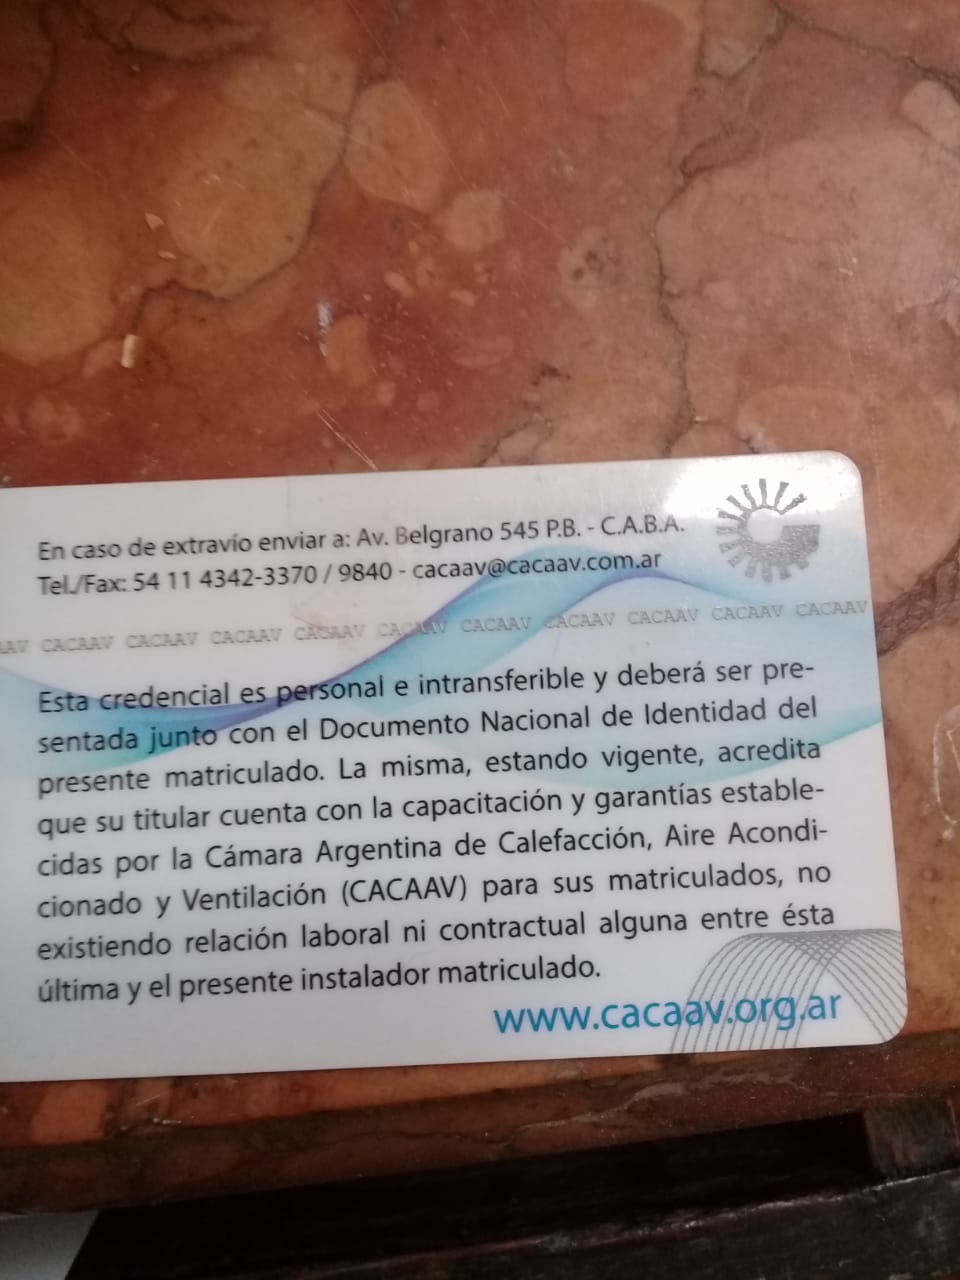 En caso de extravío enviar a: Av. Belgrano 545 P.B. - C.A.B.A.
Tel./Fax: 54 11 4342-3370 / 9840 - cacaav@cacaav.com.ar
AAV CACAAV CACAAV CACAAV CACAAV CACAAV CACAAV CACAAV CACAAV CACAAV CACAAV
Esta credencial es personal e intransferible y deberá ser pre-
sentada junto con el Documento Nacional de Identidad del
presente matriculado. La misma, estando vigente, acredita
que su titular cuenta con la capacitación y garantías estable-
cidas por la Cámara Argentina de Calefacción, Aire Acondi-
cionado y Ventilación (CACAAV) para sus matriculados, no
existiendo relación laboral ni contractual alguna entre ésta
última y el presente instalador matriculado.
www.cacaav.org.ar